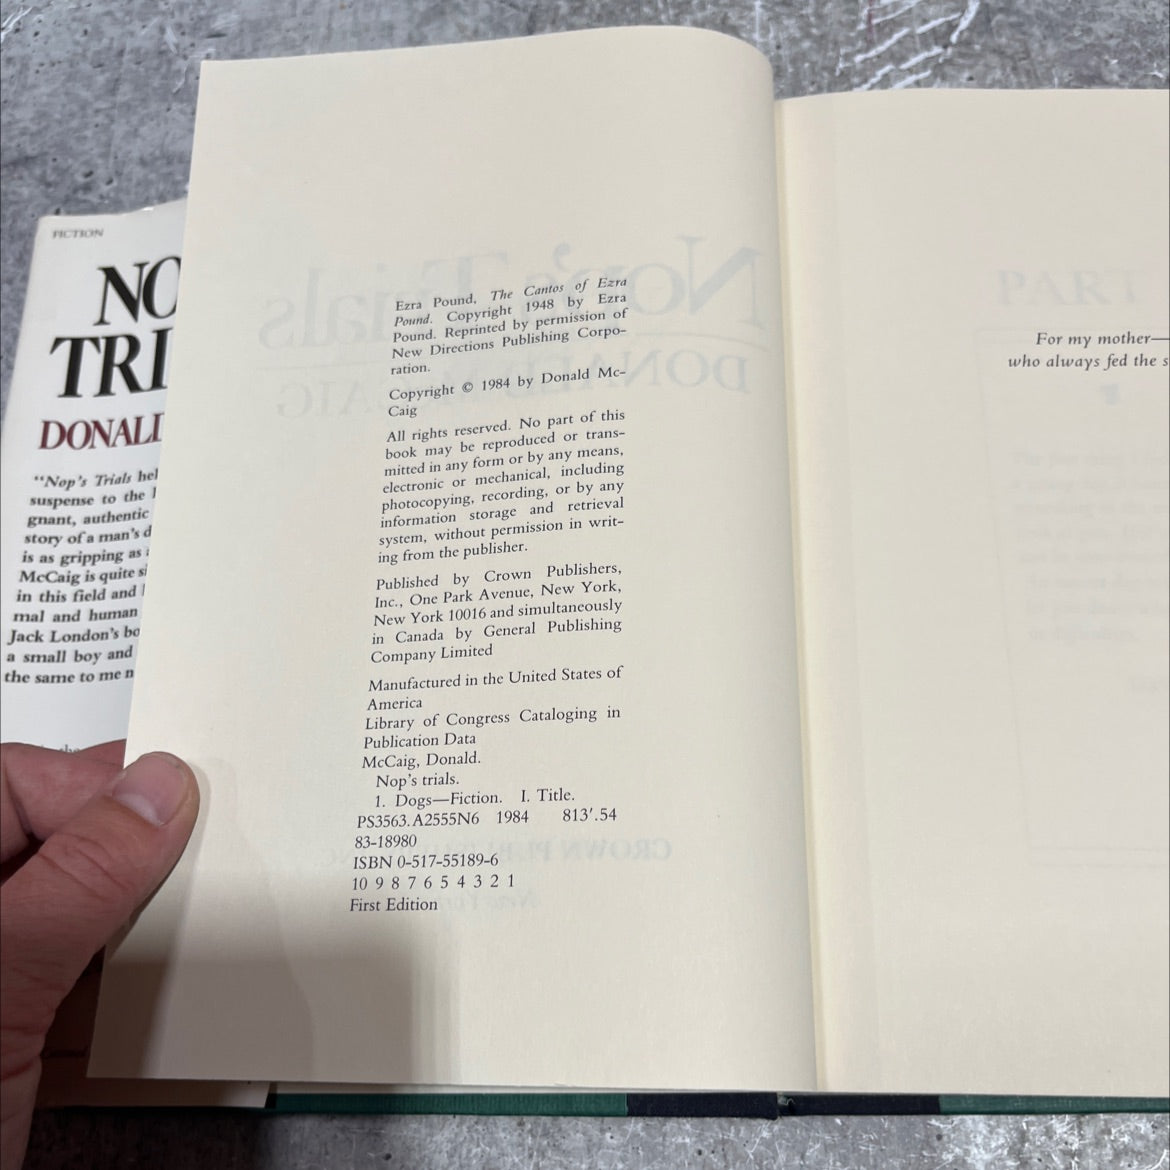 FICTION
NO
TRI
DONALD
"Nop's Trials hel
suspense to the
gnant, authentic
story of a man's d
is as gripping as
McCaig is quite
in this field and
mal and human
Jack London's bo
a small boy and
the same to me
Ezra Pound, The Cantos of Ezra
Pound. Copyright 1948 by Ezra
Pound. Reprinted by permission of
New Directions Publishing Corpo-
ration.
Copyright © 1984 by Donald Mc-
Caig
All rights reserved. No part of this
book may be reproduced or trans-
mitted in any form or by any means,
electronic or mechanical, including
photocopying, recording, or by any
information storage and retrieval
system, without permission in writ-
ing from the publisher.
Published by Crown Publishers,
Inc., One Park Avenue, New York,
New York 10016 and simultaneously
in Canada by General Publishing
Company Limited
Manufactured in the United States of
America
Library of Congress Cataloging in
Publication Data
McCaig, Donald.
Nop's trials.
1. Dogs—Fiction. I. Title.
PS3563.A2555N6 1984 813'.54
83-18980
ISBN 0-517-55189-6
10 9 8 7 6 5 4 3 2 1
First Edition
PART
For my mother—
who always fed the s